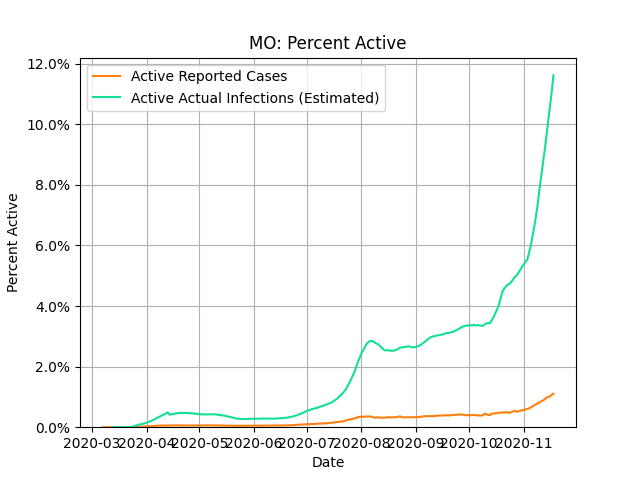 MO: Percent Active
Active Reported Cases
Active Actual Infections (Estimated)
12.0%
10.0%
8.0%
6.0%
4.0%
2.0%
0.0%
Percent Active
2020-03 2020-04 2020-05 2020-06 2020-07 2020-08 2020-09 2020-10 2020-11
Date